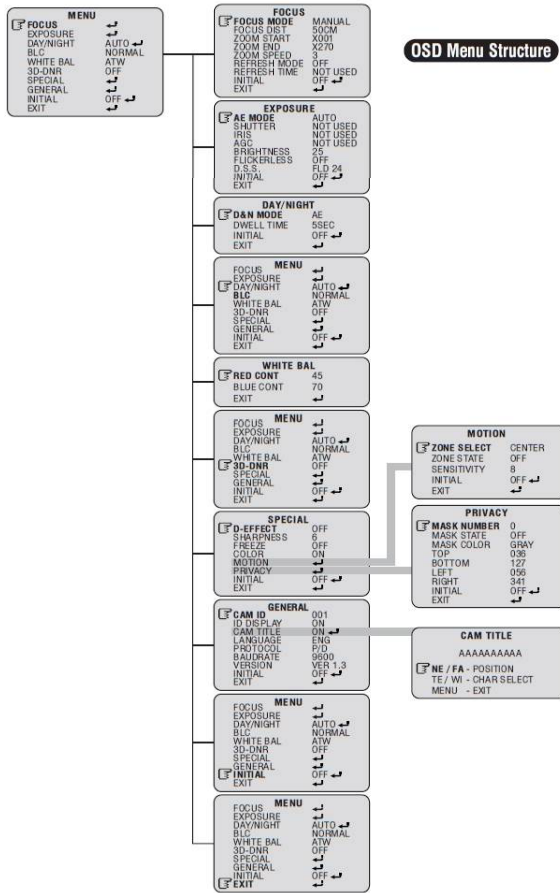 OSD Menu Structure
MENU
FOCUS ↵
EXPOSURE ↵
DAY/NIGHT AUTO ↵
BLC NORMAL
WHITE BAL ATW
3D-DNR OFF
SPECIAL ↵
GENERAL ↵
INITIAL OFF ↵
EXIT ↵
FOCUS
FOCUS MODE MANUAL
FOCUS DIST 50CM
ZOOM START X001
ZOOM END X270
ZOOM SPEED 3
REFRESH MODE OFF
REFRESH TIME NOT USED
INITIAL OFF ↵
EXIT ↵
EXPOSURE
AE MODE AUTO
SHUTTER NOT USED
IRIS NOT USED
AGC NOT USED
BRIGHTNESS 25
FLICKERLESS OFF
D.S.S. FLD 24
INITIAL OFF ↵
EXIT ↵
DAY/NIGHT
D&N MODE AE
DWELL TIME 5SEC
INITIAL OFF ↵
EXIT ↵
MENU
FOCUS ↵
EXPOSURE ↵
DAY/NIGHT AUTO ↵
BLC NORMAL
WHITE BAL ATW
3D-DNR OFF
SPECIAL ↵
GENERAL ↵
INITIAL OFF ↵
EXIT ↵
WHITE BAL
RED CONT 45
BLUE CONT 70
EXIT ↵
MENU
FOCUS ↵
EXPOSURE ↵
DAY/NIGHT AUTO ↵
BLC NORMAL
WHITE BAL ATW
3D-DNR OFF
SPECIAL ↵
GENERAL ↵
INITIAL OFF ↵
EXIT ↵
SPECIAL
D-EFFECT OFF
SHARPNESS 6
FREEZE OFF
COLOR ON
MOTION ↵
PRIVACY ↵
INITIAL OFF ↵
EXIT ↵
MOTION
ZONE SELECT CENTER
ZONE STATE OFF
SENSITIVITY 8
INITIAL OFF ↵
EXIT ↵
PRIVACY
MASK NUMBER 0
MASK STATE OFF
MASK COLOR GRAY
TOP 036
BOTTOM 127
LEFT 056
RIGHT 341
INITIAL OFF ↵
EXIT ↵
GENERAL
CAM ID 001
ID DISPLAY ON
CAM TITLE ON ↵
LANGUAGE ENG
PROTOCOL P/D
BAUDRATE 9600
VERSION VER 1.3
INITIAL OFF ↵
EXIT ↵
CAM TITLE
AAAAAAAAAA
NE / FA - POSITION
TE / WI - CHAR SELECT
MENU - EXIT
MENU
FOCUS ↵
EXPOSURE ↵
DAY/NIGHT AUTO ↵
BLC NORMAL
WHITE BAL ATW
3D-DNR OFF
SPECIAL ↵
GENERAL ↵
INITIAL OFF ↵
EXIT ↵
MENU
FOCUS ↵
EXPOSURE ↵
DAY/NIGHT AUTO ↵
BLC NORMAL
WHITE BAL ATW
3D-DNR OFF
SPECIAL ↵
GENERAL ↵
INITIAL OFF ↵
EXIT ↵